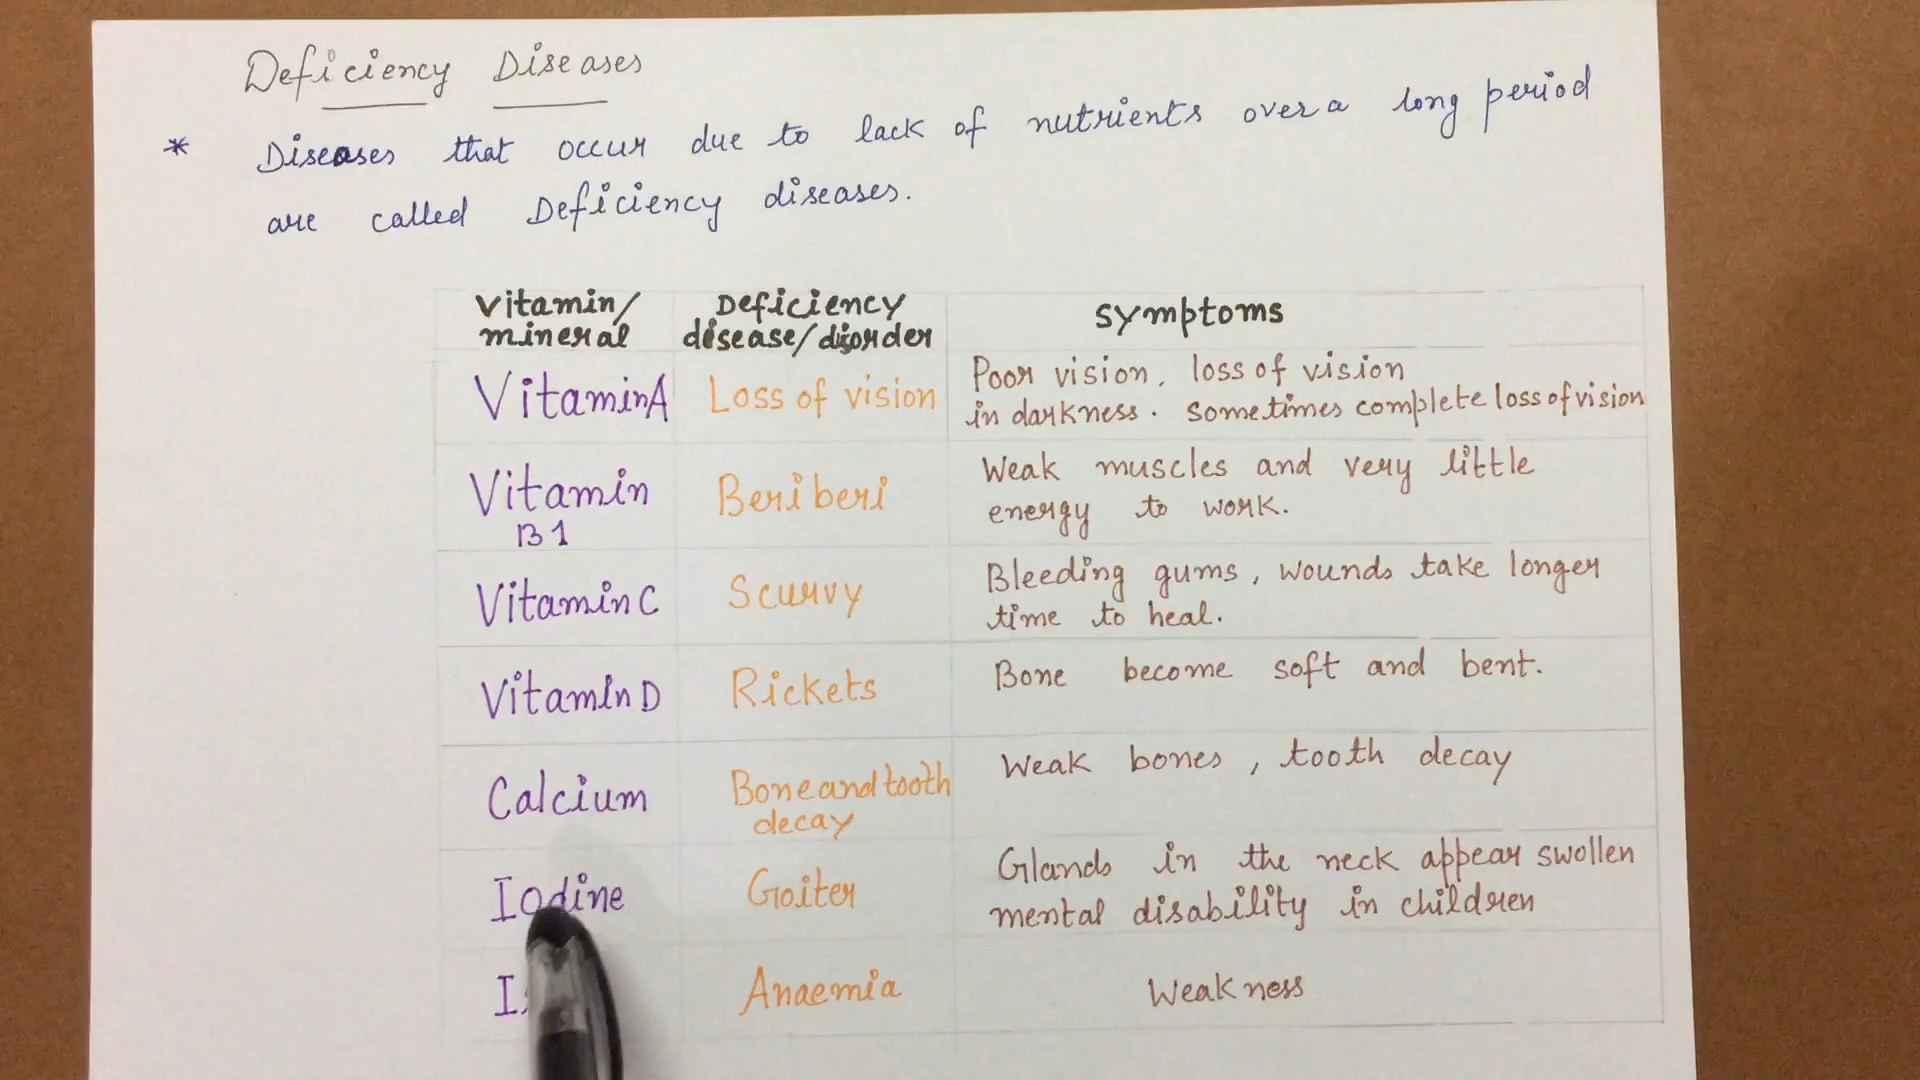 Deficiency Diseases
* Diseases that occur due to lack of nutrients over a long period
are called Deficiency diseases.
Vitamin/
mineral
Deficiency
disease/disorder
Symptoms
Vitamin A
Loss of vision
Poor vision, loss of vision
in darkness. Sometimes complete loss of vision
Vitamin
B1
Beri beri
Weak muscles and very little
energy to work.
Vitamin C
Scurvy
Bleeding gums, wounds take longer
time to heal.
Vitamin D
Rickets
Bone become soft and bent.
Calcium
Bone and tooth
decay
Weak bones, tooth decay
Iodine
Goiter
Glands in the neck appear swollen
mental disability in children
Anaemia
Weakness